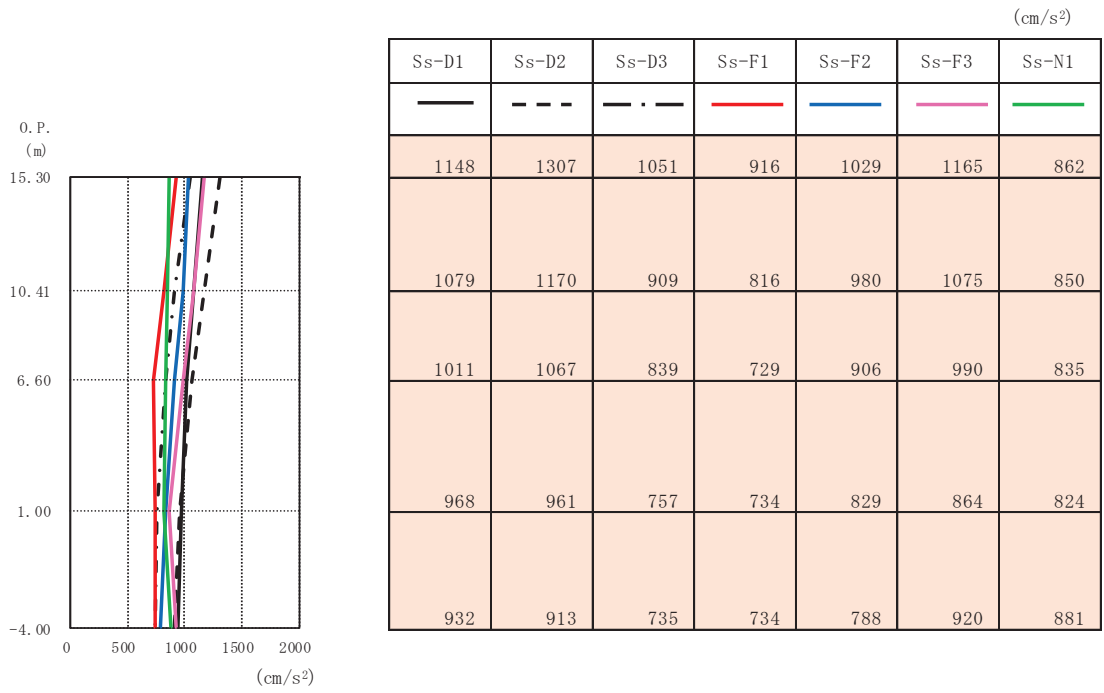 (cm/s²)
Ss-D1 Ss-D2 Ss-D3 Ss-F1 Ss-F2 Ss-F3 Ss-N1
O.P.
(m)
15.30
1148 1307 1051 916 1029 1165 862
10.41
1079 1170 909 816 980 1075 850
6.60
1011 1067 839 729 906 990 835
1.00
968 961 757 734 829 864 824
-4.00
932 913 735 734 788 920 881
0 500 1000 1500 2000
(cm/s²)